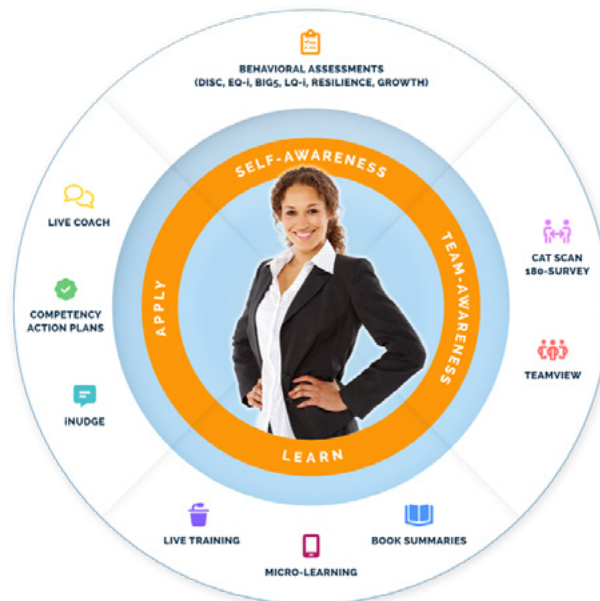 BEHAVIORAL ASSESSMENTS
(DISC, EQ-i, BIG5, LQ-i, RESILIENCE, GROWTH)
SELF-AWARENESS
TEAM-AWARENESS
LEARN
APPLY
CAT SCAN
180-SURVEY
TEAMVIEW
BOOK SUMMARIES
MICRO-LEARNING
LIVE TRAINING
iNUDGE
COMPETENCY
ACTION PLANS
LIVE COACH